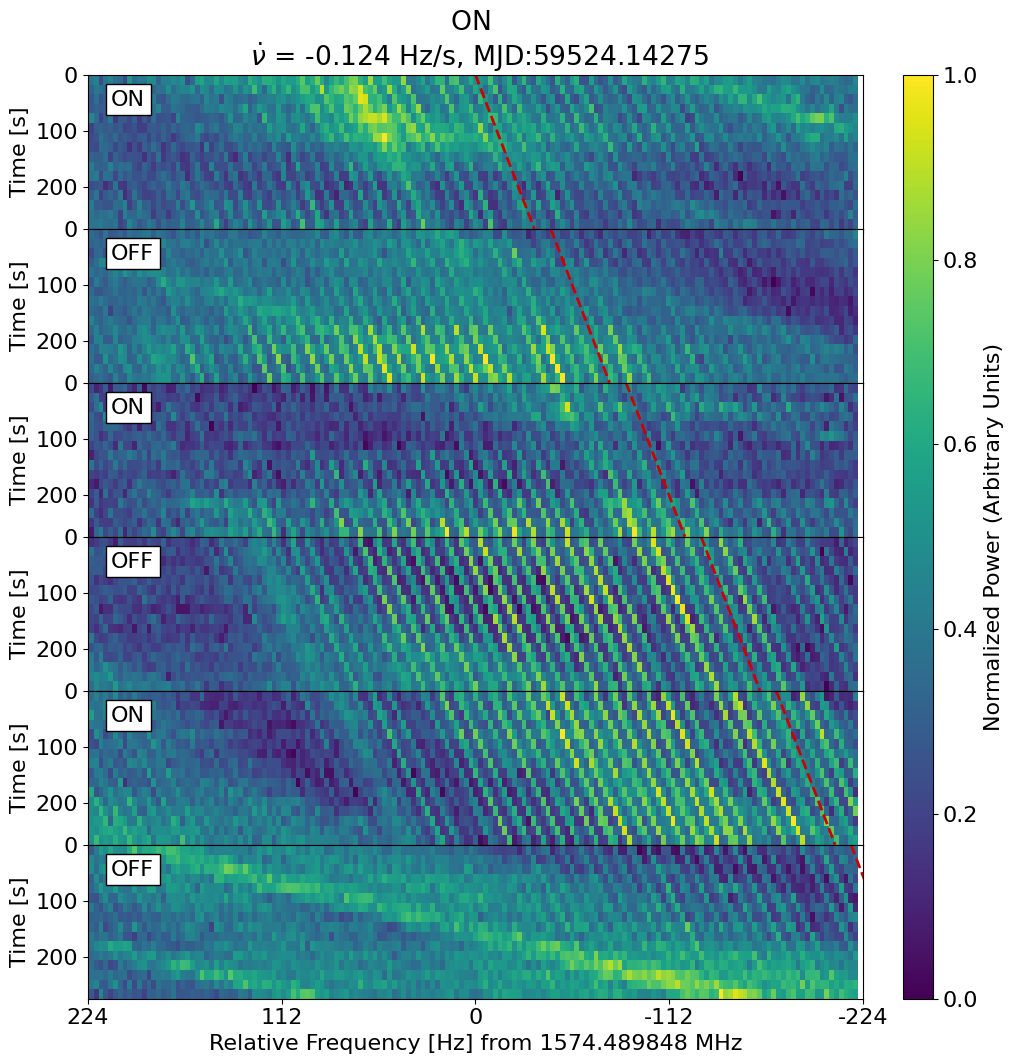 ON
ν̇ = -0.124 Hz/s, MJD:59524.14275
0
ON
100
200
Time [s]
0
OFF
100
200
Time [s]
0
ON
100
200
Time [s]
0
OFF
100
200
Time [s]
0
ON
100
200
Time [s]
0
OFF
100
200
Time [s]
224 112 0 -112 -224
Relative Frequency [Hz] from 1574.489848 MHz
1.0
0.8
0.6
0.4
0.2
0.0
Normalized Power (Arbitrary Units)